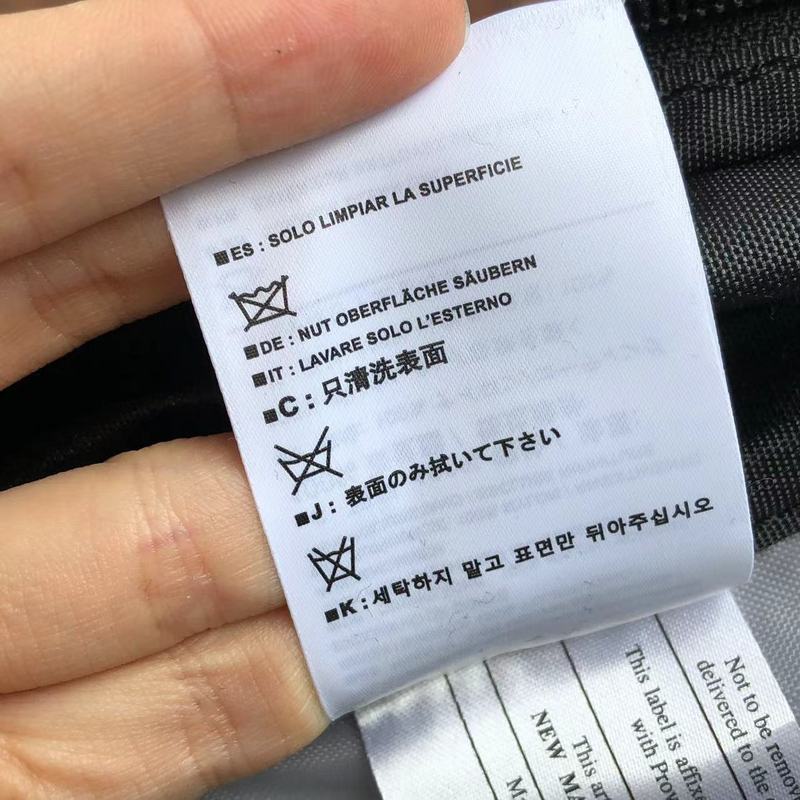 ES : SOLO LIMPIAR LA SUPERFICIE
DE : NUT OBERFLÄCHE SÄUBERN
IT : LAVARE SOLO L'ESTERNO
C : 只清洗表面
J : 表面のみ拭いて下さい
K : 세탁하지 말고 표면만 뒤아주십시오
Not to be remov
delivered to the
This label is affixe
with Prov
This ar
NEW MA